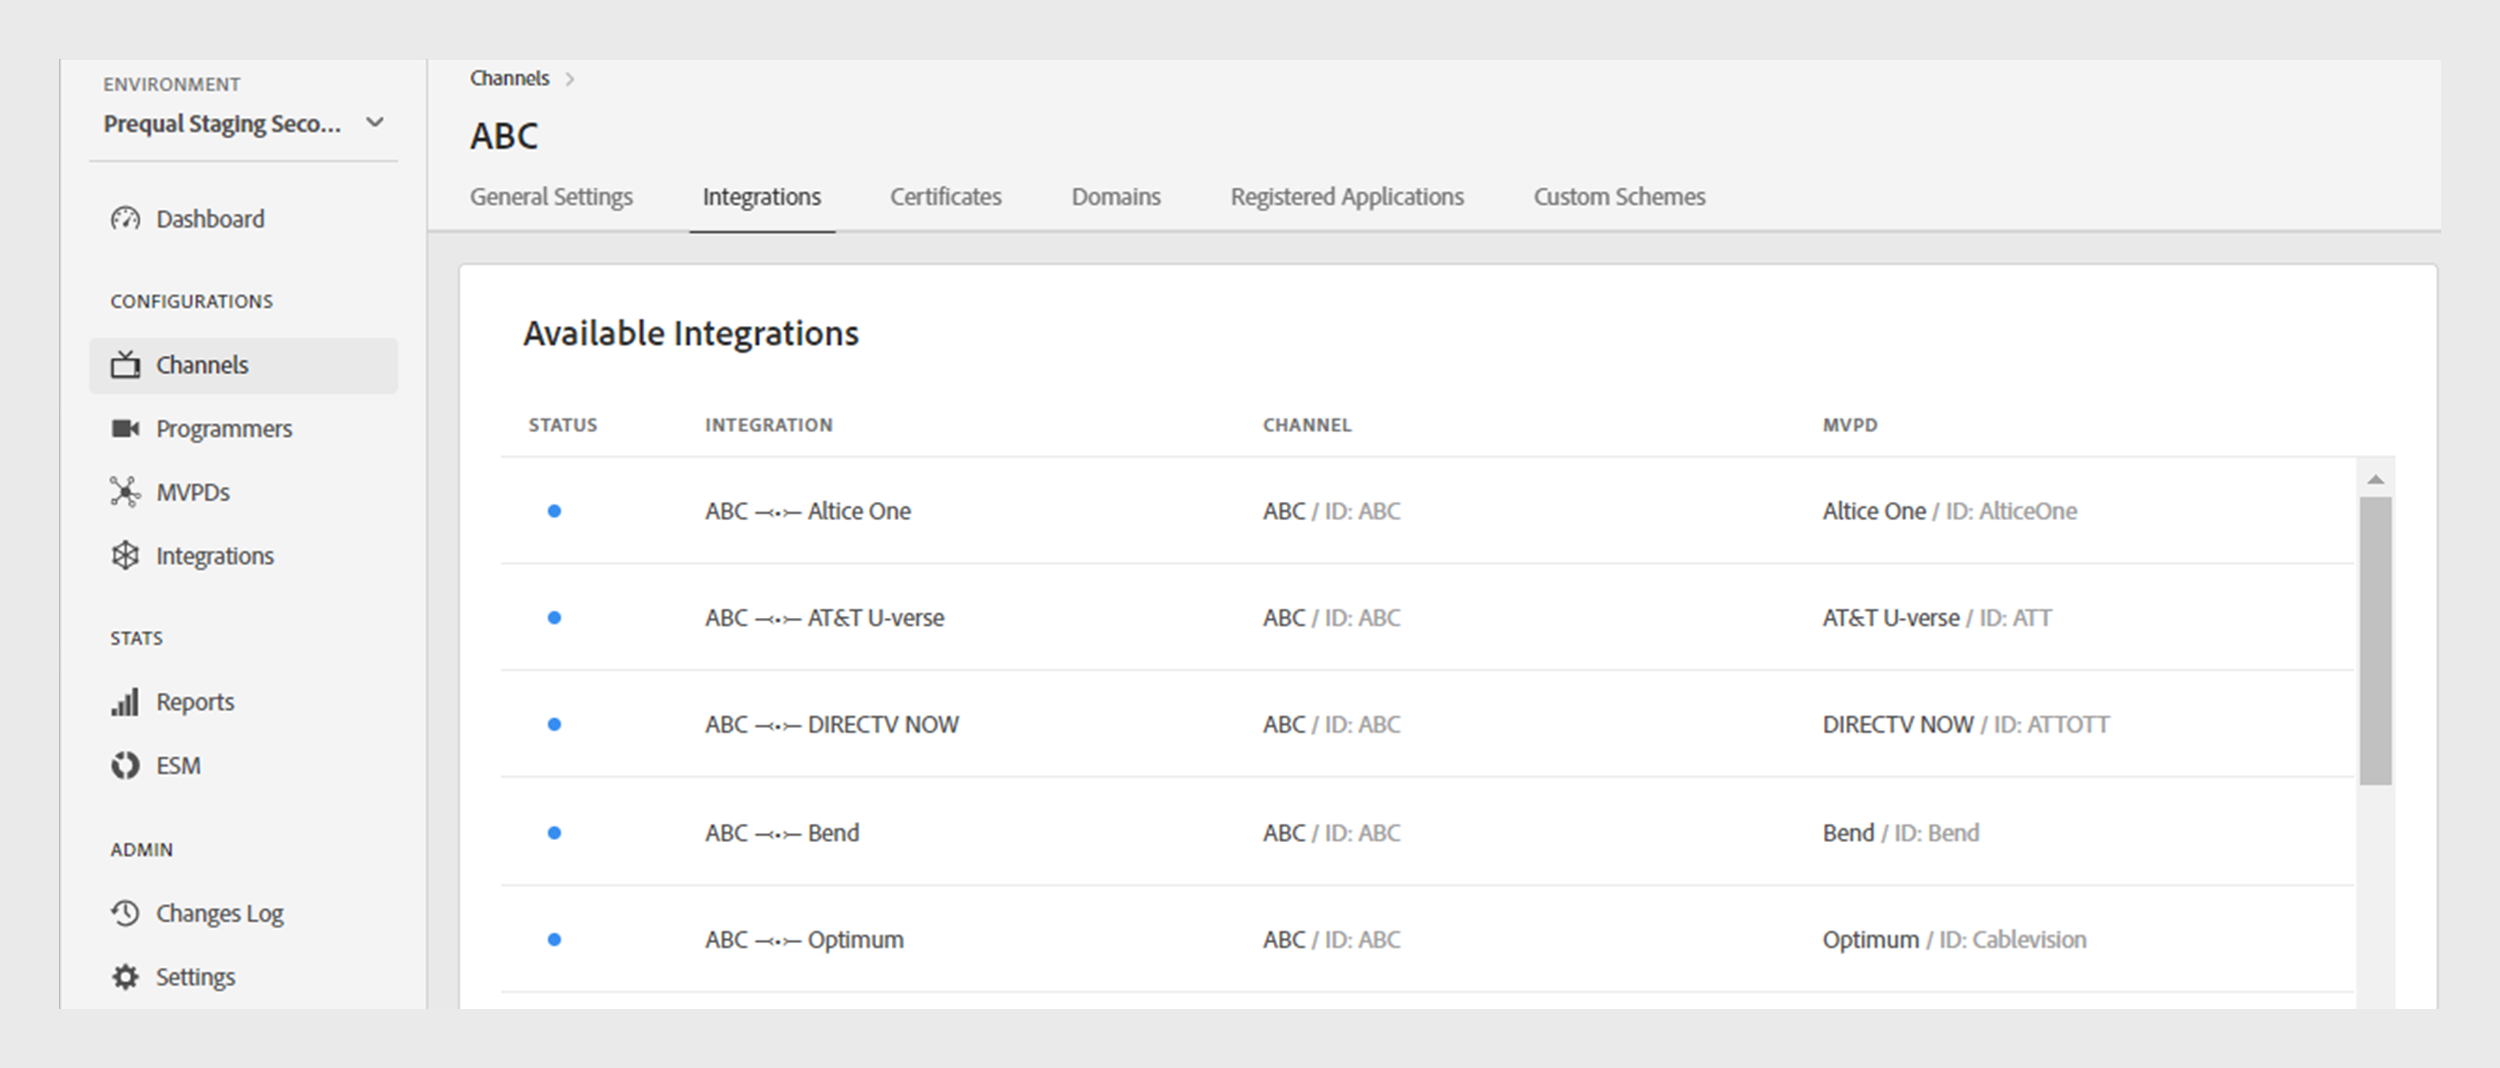 ENVIRONMENT
Prequal Staging Seco...
Dashboard
CONFIGURATIONS
Channels
Programmers
MVPDs
Integrations
STATS
Reports
ESM
ADMIN
Changes Log
Settings
Channels
ABC
General Settings Integrations Certificates Domains Registered Applications Custom Schemes
Available Integrations
STATUS INTEGRATION CHANNEL MVPD
ABC Altice One ABC / ID: ABC Altice One / ID: AlticeOne
ABC AT&T U-verse ABC / ID: ABC AT&T U-verse / ID: ATT
ABC DIRECTV NOW ABC / ID: ABC DIRECTV NOW / ID: ATTOTT
ABC Bend ABC / ID: ABC Bend / ID: Bend
ABC Optimum ABC / ID: ABC Optimum / ID: Cablevision